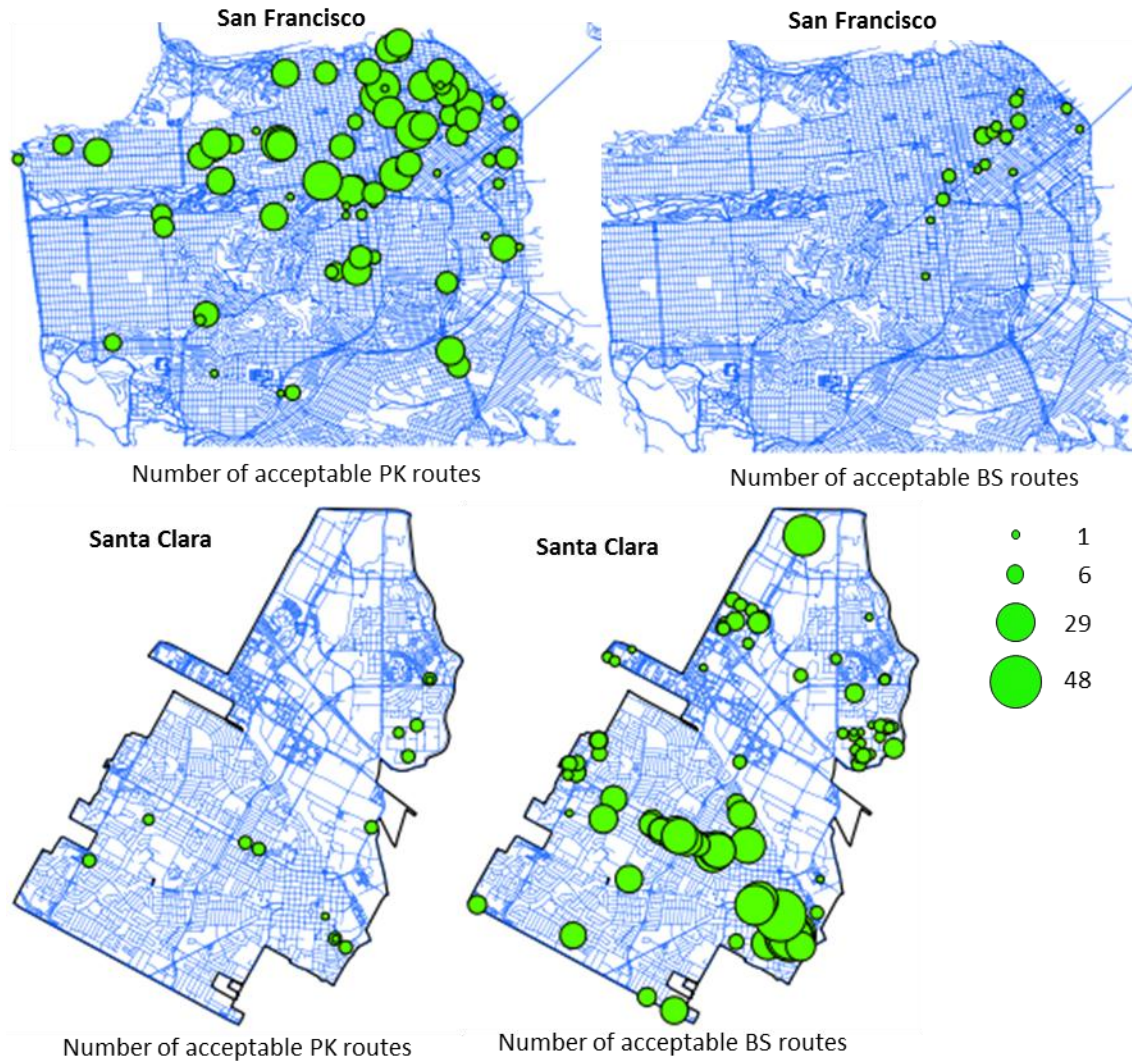 San Francisco
San Francisco
Number of acceptable PK routes
Number of acceptable BS routes
Santa Clara
Santa Clara
1
6
29
48
Number of acceptable PK routes
Number of acceptable BS routes